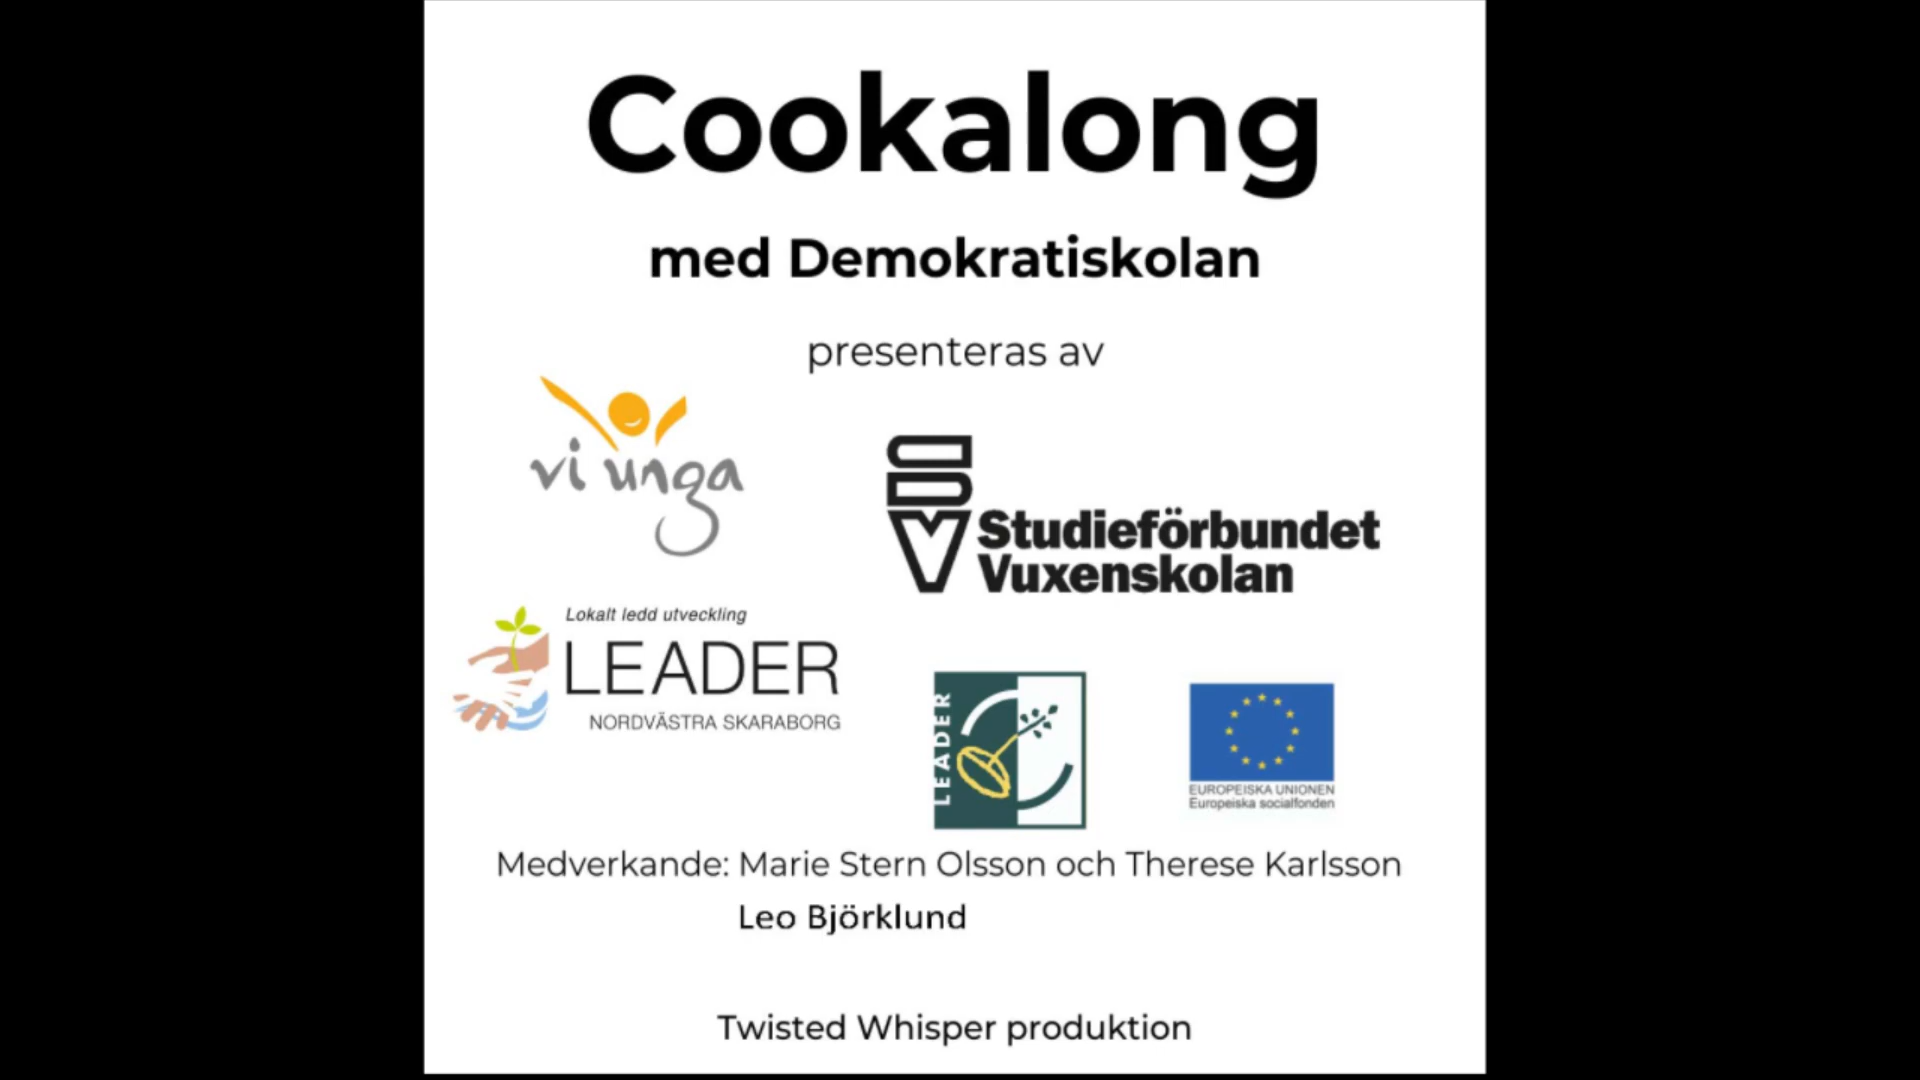 Cookalong
med Demokratiskolan
presenteras av
vi unga
SV
Studieförbundet
Vuxenskolan
Lokalt ledd utveckling
LEADER
NORDVÄSTRA SKARABORG
LEADER
EUROPEISKA UNIONEN
Europeiska socialfonden
Medverkande: Marie Stern Olsson och Therese Karlsson
Leo Björklund
Twisted Whisper produktion